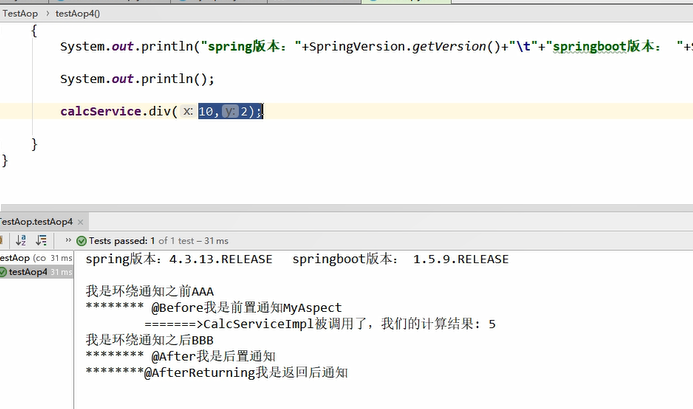 TestAop
testAop4()
{
System.out.println("spring版本："+SpringVersion.getVersion()+"\t"+"springboot版本： "+
System.out.println();
calcService.div( x: 10, y: 2);
}
}
TestAop.testAop4 ×
Tests passed: 1 of 1 test – 31 ms
estAop (co 31 ms
testAop4 31 ms
spring版本：4.3.13.RELEASE springboot版本： 1.5.9.RELEASE
我是环绕通知之前AAA
******** @Before我是前置通知MyAspect
=======>CalcServiceImpl被调用了，我们的计算结果: 5
我是环绕通知之后BBB
******** @After我是后置通知
********@AfterReturning我是返回后通知